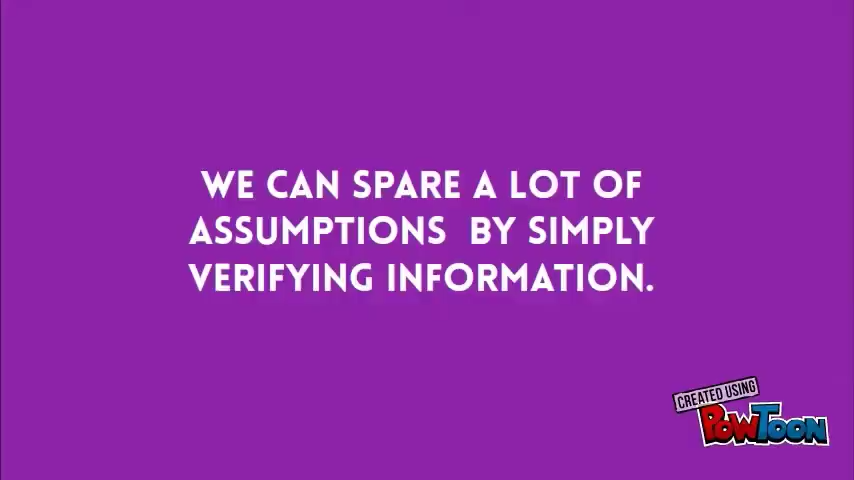 WE CAN SPARE A LOT OF
ASSUMPTIONS  BY SIMPLY
VERIFYING INFORMATION.
CREATED USING
POWTOON